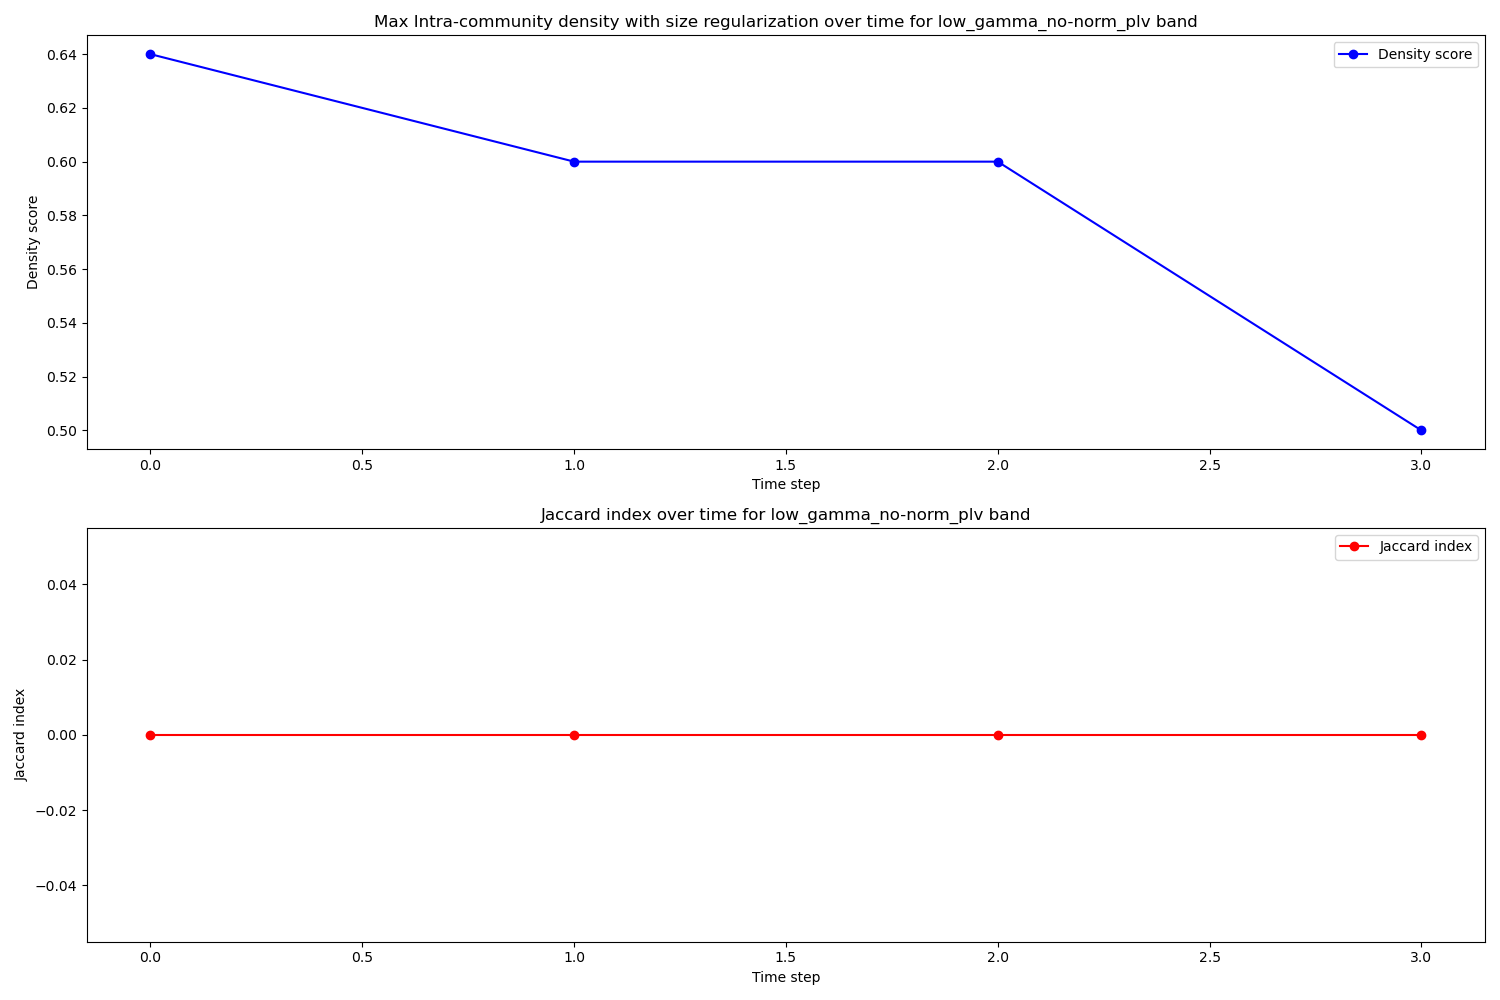 Max Intra-community density with size regularization over time for low_gamma_no-norm_plv band
Density score
0.64
0.62
0.60
0.58
0.56
0.54
0.52
0.50
Density score
0.0 0.5 1.0 1.5 2.0 2.5 3.0
Time step
Jaccard index over time for low_gamma_no-norm_plv band
Jaccard index
0.04
0.02
0.00
−0.02
−0.04
Jaccard index
0.0 0.5 1.0 1.5 2.0 2.5 3.0
Time step